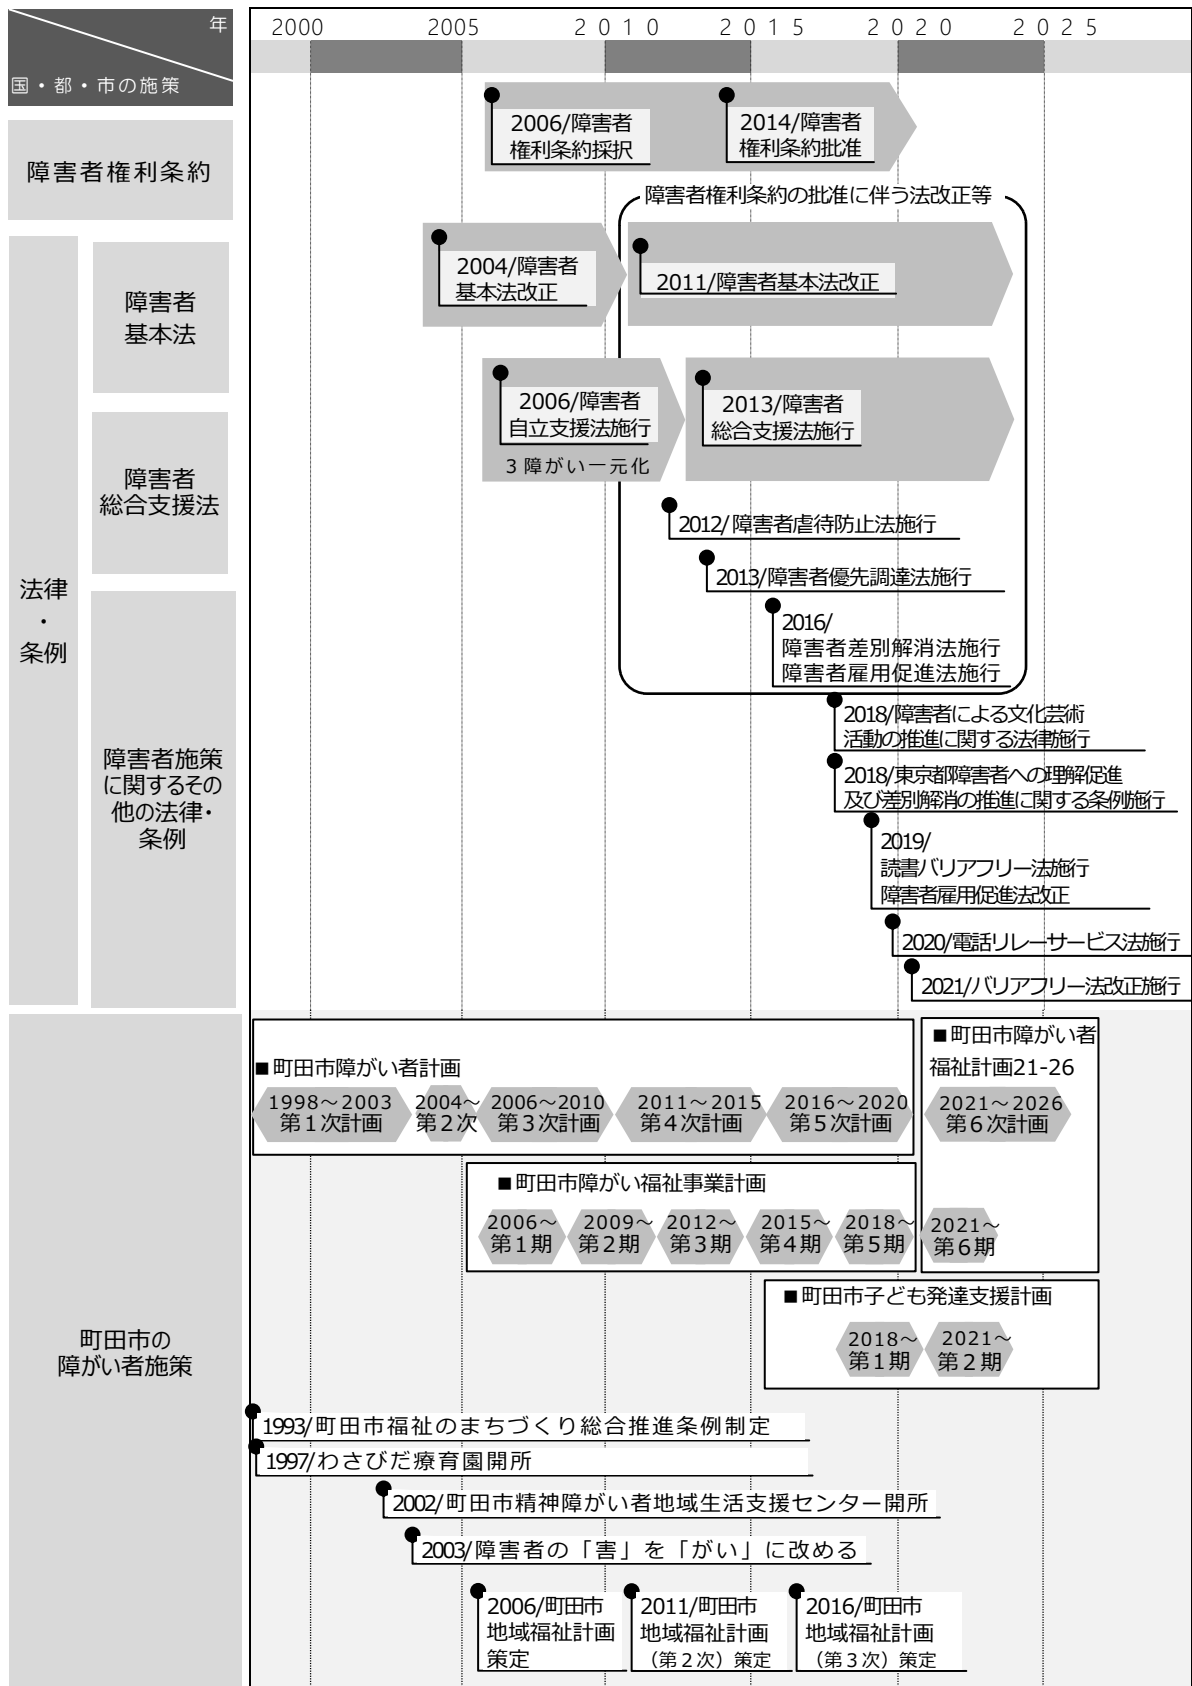 年
国・都・市の施策
2000
2005
2010
2015
2020
2025
障害者権利条約
2006/障害者
権利条約採択
2014/障害者
権利条約批准
障害者権利条約の批准に伴う法改正等
法律
・
条例
障害者
基本法
2004/障害者
基本法改正
2011/障害者基本法改正
障害者
総合支援法
2006/障害者
自立支援法施行
3障がい一元化
2013/障害者
総合支援法施行
2012/障害者虐待防止法施行
2013/障害者優先調達法施行
2016/
障害者差別解消法施行
障害者雇用促進法施行
障害者施策
に関するその
他の法律・
条例
2018/障害者による文化芸術
活動の推進に関する法律施行
2018/東京都障害者への理解促進
及び差別解消の推進に関する条例施行
2019/
読書バリアフリー法施行
障害者雇用促進法改正
2020/電話リレーサービス法施行
2021/バリアフリー法改正施行
町田市の
障がい者施策
■町田市障がい者計画
1998～2003
第1次計画
2004～
第2次
2006～2010
第3次計画
2011～2015
第4次計画
2016～2020
第5次計画
■町田市障がい者
福祉計画21-26
2021～2026
第6次計画
■町田市障がい福祉事業計画
2006～
第1期
2009～
第2期
2012～
第3期
2015～
第4期
2018～
第5期
2021～
第6期
■町田市子ども発達支援計画
2018～
第1期
2021～
第2期
1993/町田市福祉のまちづくり総合推進条例制定
1997/わさびだ療育園開所
2002/町田市精神障がい者地域生活支援センター開所
2003/障害者の「害」を「がい」に改める
2006/町田市
地域福祉計画
策定
2011/町田市
地域福祉計画
（第2次）策定
2016/町田市
地域福祉計画
（第3次）策定